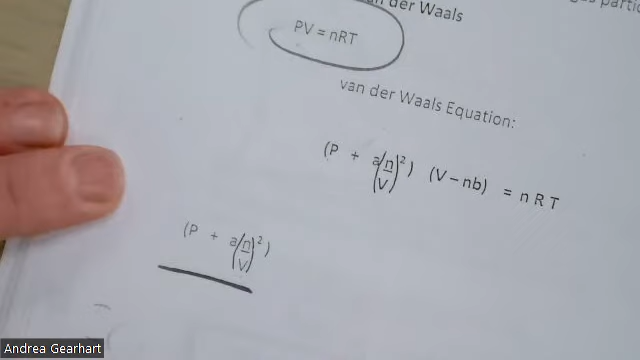 der Waals
PV = nRT
van der Waals Equation:
(P + a(n/V)²) (V – nb) = n R T
(P + a(n/V)²)
Andrea Gearhart